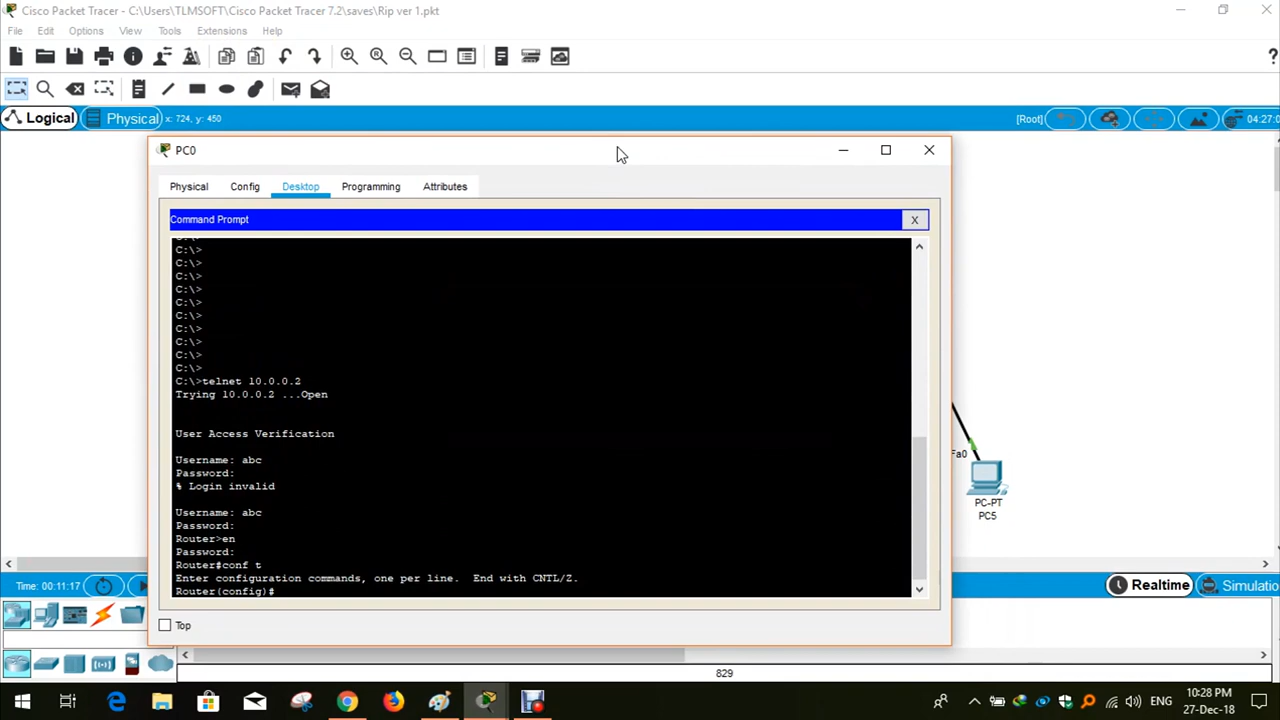 Cisco Packet Tracer - C:\Users\TLMSOFT\Cisco Packet Tracer 7.2\saves\Rip ver 1.pkt
File Edit Options View Tools Extensions Help
?
Logical Physical x: 724, y: 450 [Root] 04:27:0
PC0
Physical Config Desktop Programming Attributes
Command Prompt X
C:\>
C:\>
C:\>
C:\>
C:\>
C:\>
C:\>
C:\>
C:\>
C:\>
C:\>telnet 10.0.0.2
Trying 10.0.0.2 ...Open
User Access Verification
Username: abc
Password:
% Login invalid
Username: abc
Password:
Router>en
Password:
Router#conf t
Enter configuration commands, one per line.  End with CNTL/Z.
Router(config)#
Top
Fa0
PC-PT
PC5
Time: 00:11:17 Realtime Simulatio
829
ENG
10:28 PM
27-Dec-18